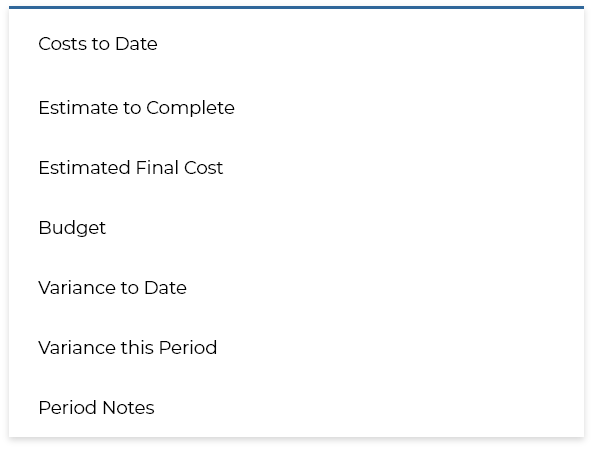 Costs to Date
Estimate to Complete
Estimated Final Cost
Budget
Variance to Date
Variance this Period
Period Notes